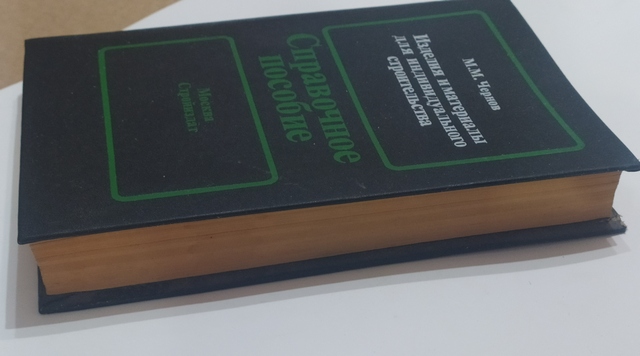 М.М. Чернов
Изделия и материалы
для индивидуального
строительства
Справочное
пособие
Москва
Стройиздат